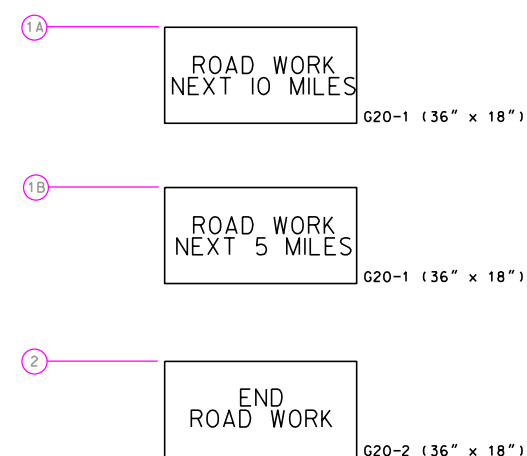 1A
ROAD WORK
NEXT 10 MILES
G20-1 (36" x 18")
1B
ROAD WORK
NEXT 5 MILES
G20-1 (36" x 18")
2
END
ROAD WORK
G20-2 (36" x 18")